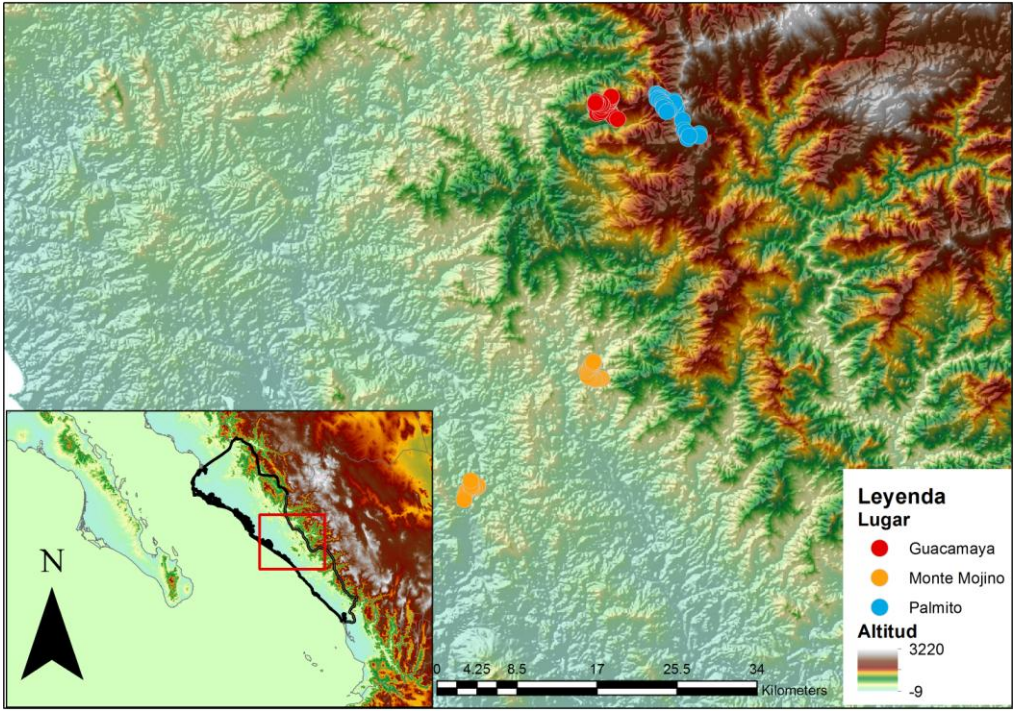 N
0 4.25 8.5 17 25.5 34
Kilometers
Leyenda
Lugar
Guacamaya
Monte Mojino
Palmito
Altitud
3220
-9